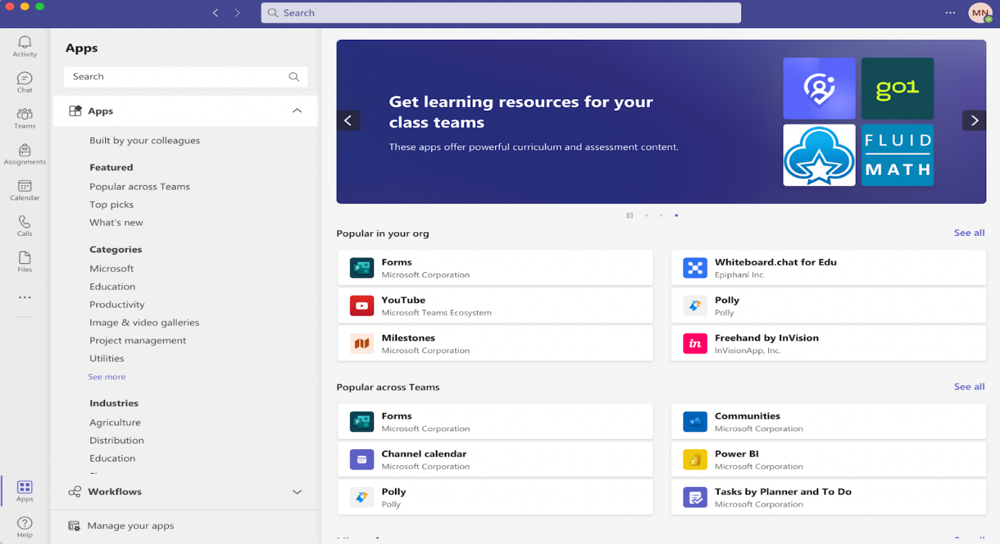 Search
MN
Activity
Chat
Teams
Assignments
Calendar
Calls
Files
Apps
Help
Apps
Search
Apps
Built by your colleagues
Featured
Popular across Teams
Top picks
What's new
Categories
Microsoft
Education
Productivity
Image & video galleries
Project management
Utilities
See more
Industries
Agriculture
Distribution
Education
Workflows
Manage your apps
Get learning resources for your
class teams
These apps offer powerful curriculum and assessment content.
go1
FLUID
MATH
Popular in your org
See all
Forms
Microsoft Corporation
Whiteboard.chat for Edu
Epiphani Inc.
YouTube
Microsoft Teams Ecosystem
Polly
Polly
Milestones
Microsoft Corporation
in
Freehand by InVision
InVisionApp, Inc.
Popular across Teams
See all
Forms
Microsoft Corporation
Communities
Microsoft Corporation
Channel calendar
Microsoft Corporation
Power BI
Microsoft Corporation
Polly
Polly
Tasks by Planner and To Do
Microsoft Corporation